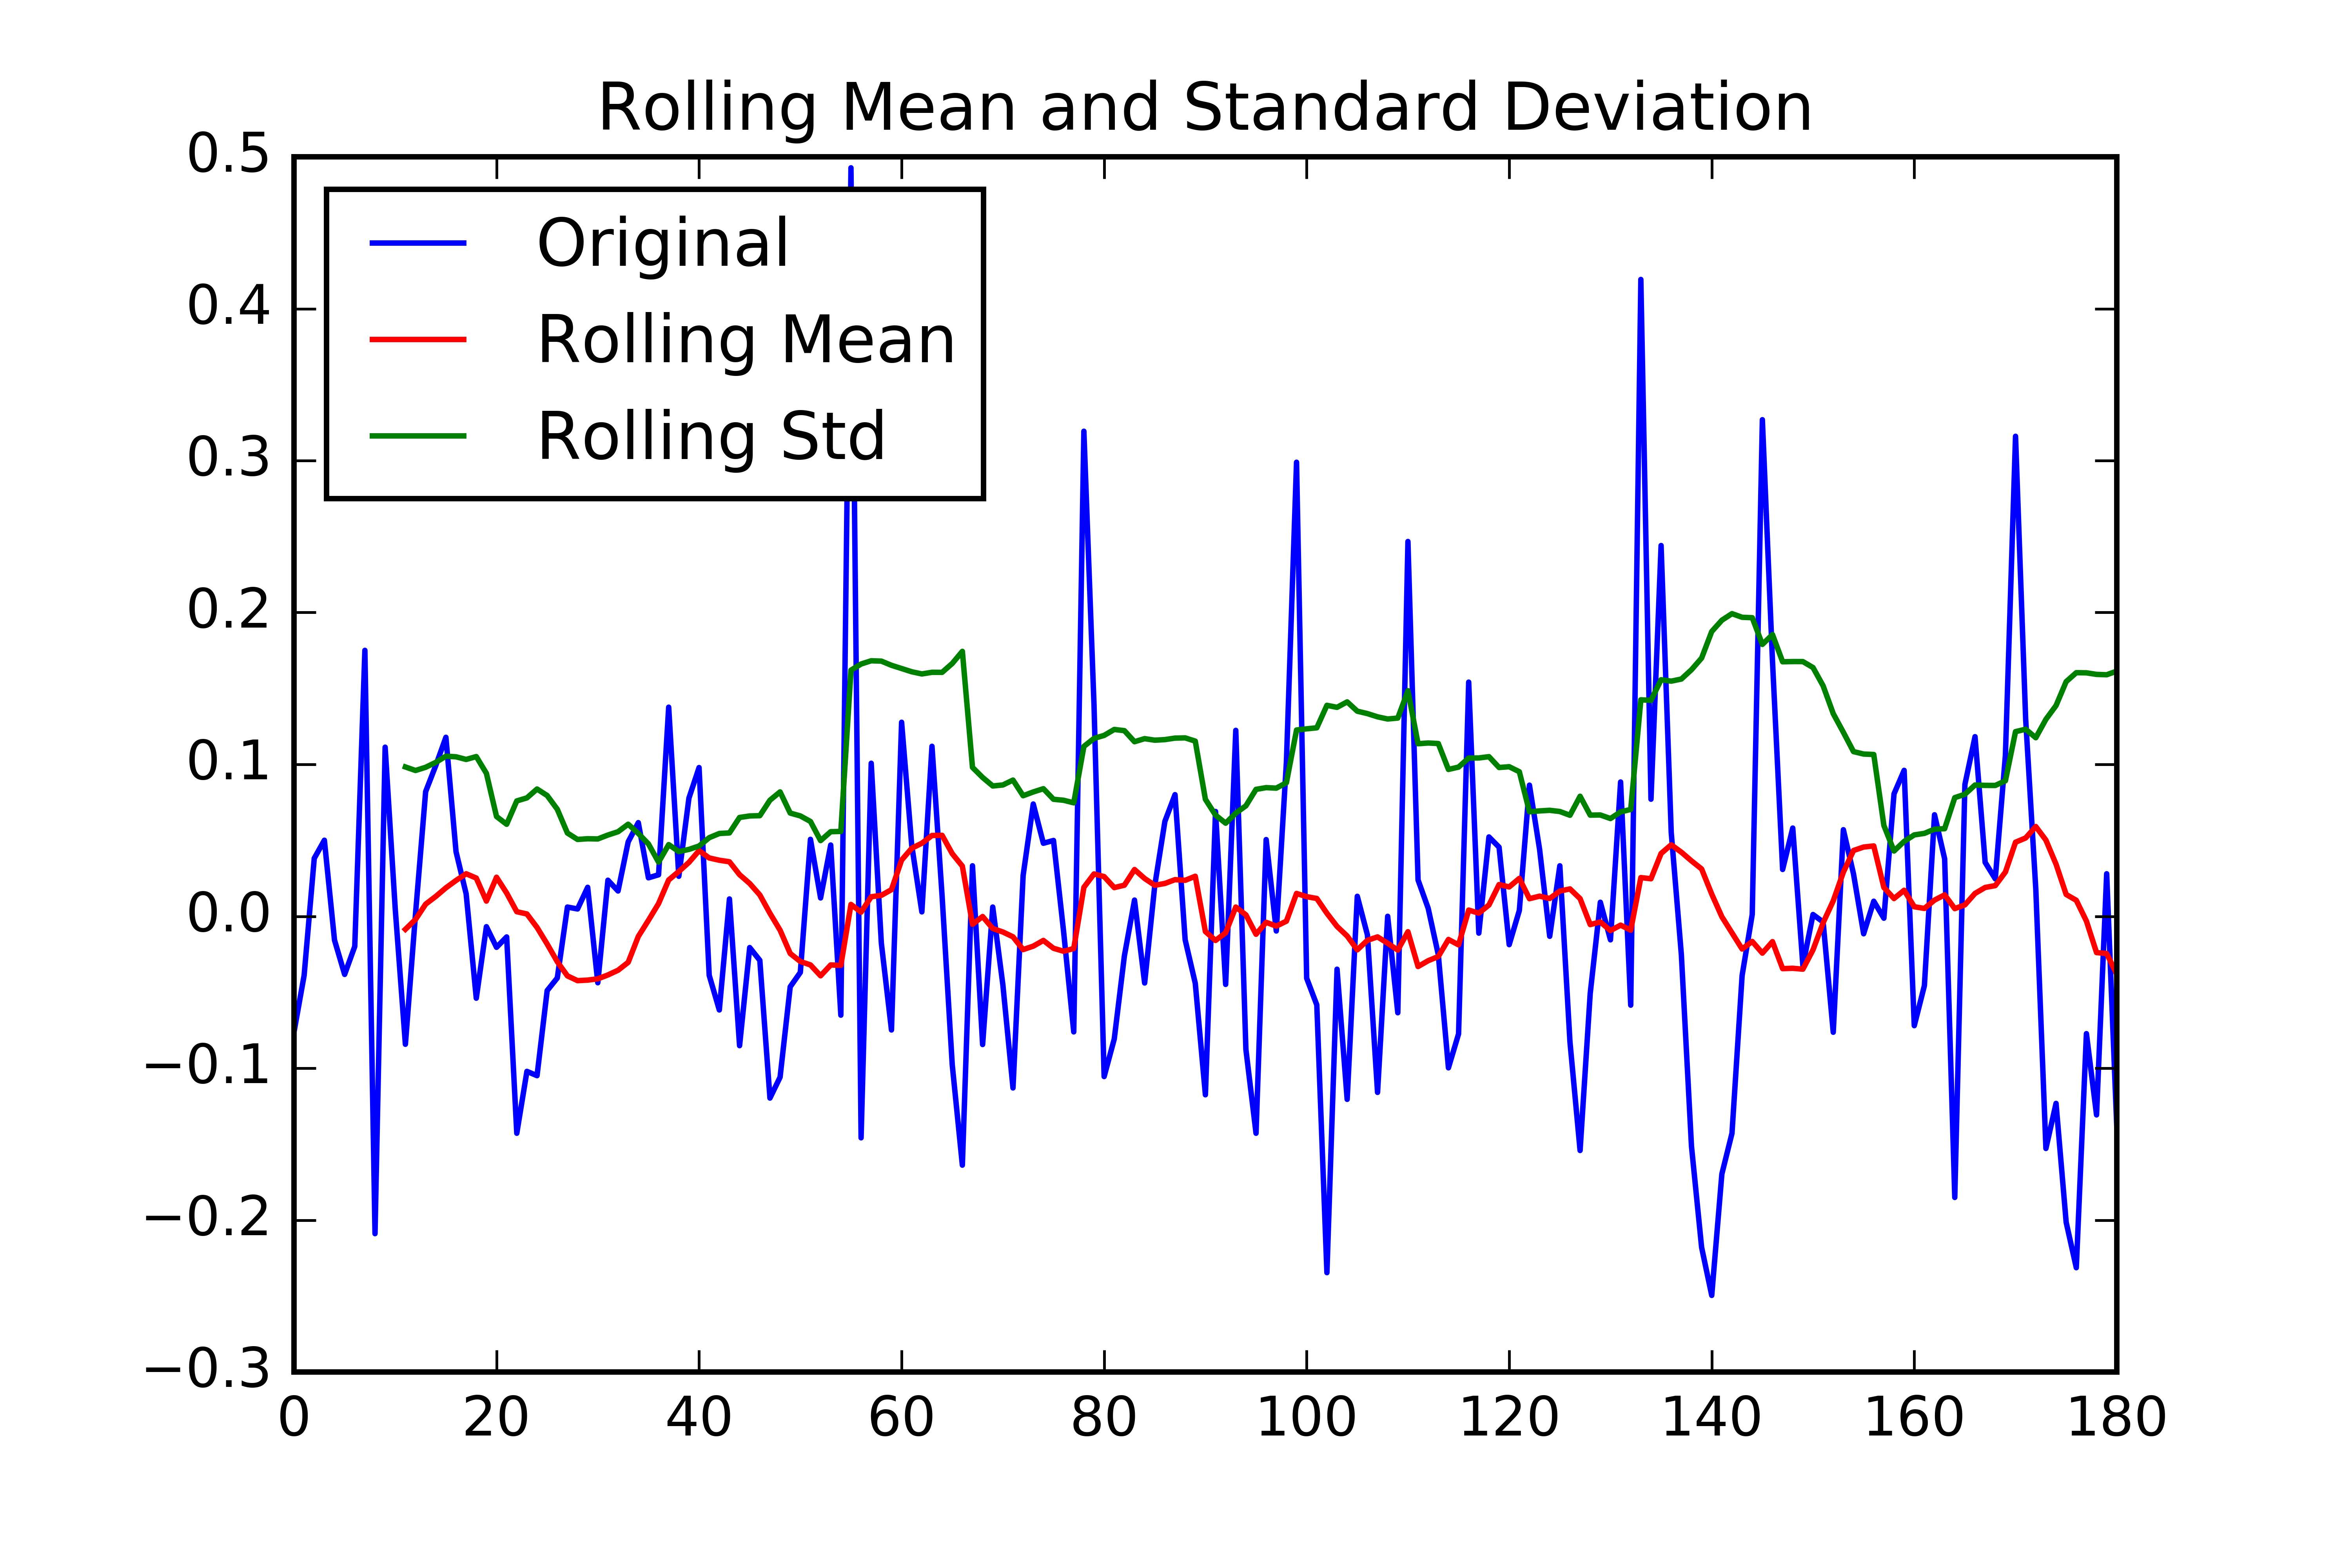 Rolling Mean and Standard Deviation
0.5
0.4
0.3
0.2
0.1
0.0
−0.1
−0.2
−0.3
Original
Rolling Mean
Rolling Std
0 20 40 60 80 100 120 140 160 180